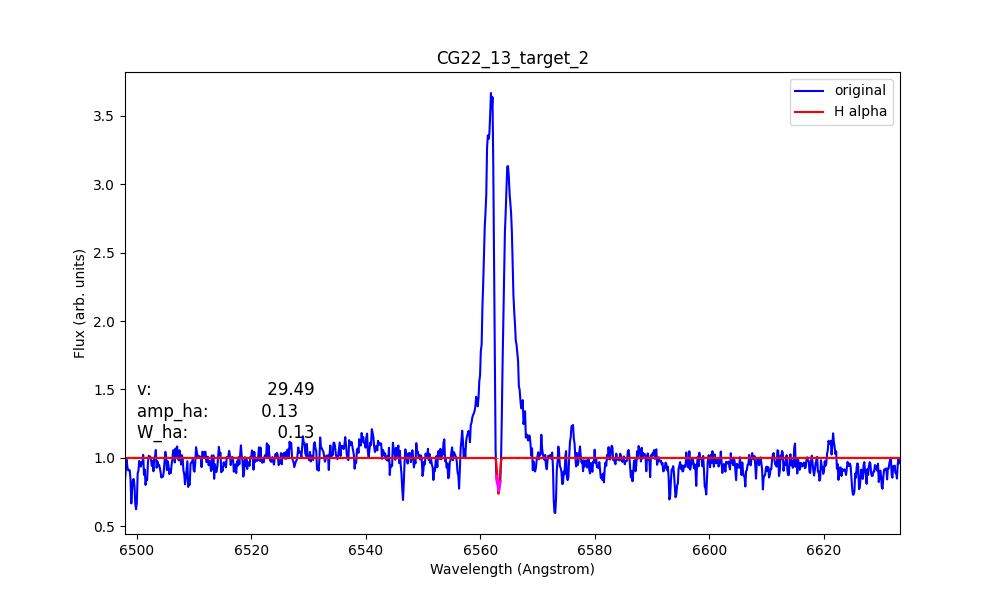 CG22_13_target_2
original
H alpha
3.5
3.0
2.5
2.0
1.5
1.0
0.5
Flux (arb. units)
v: 29.49
amp_ha: 0.13
W_ha: 0.13
6500 6520 6540 6560 6580 6600 6620
Wavelength (Angstrom)